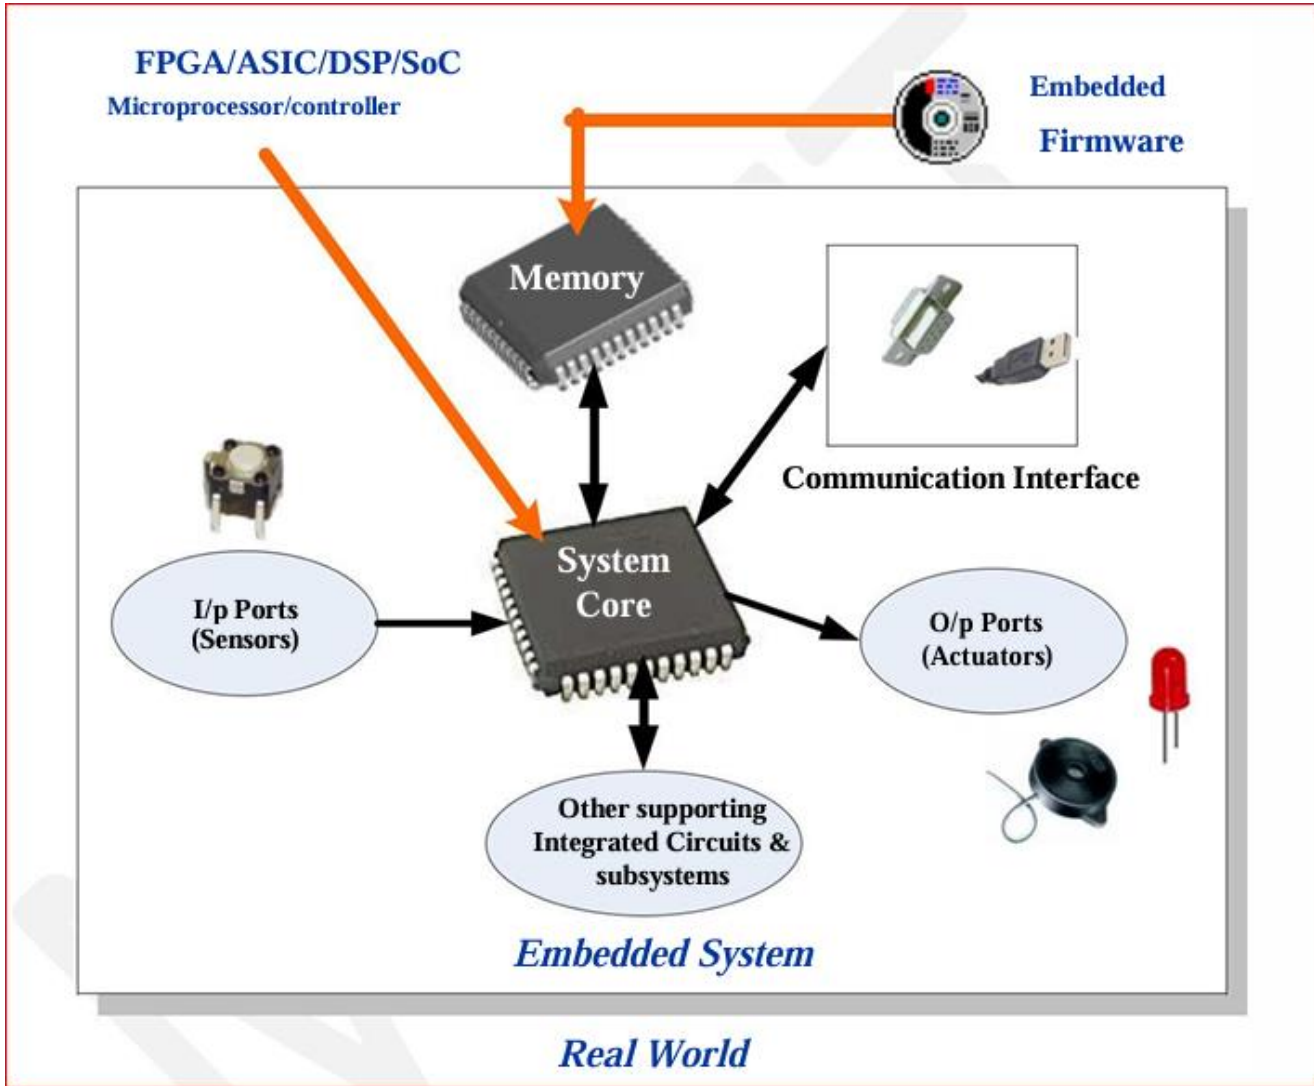 FPGA/ASIC/DSP/SoC
Microprocessor/controller
Embedded
Firmware
Memory
Communication Interface
System
Core
I/p Ports
(Sensors)
O/p Ports
(Actuators)
Other supporting
Integrated Circuits &
subsystems
Embedded System
Real World